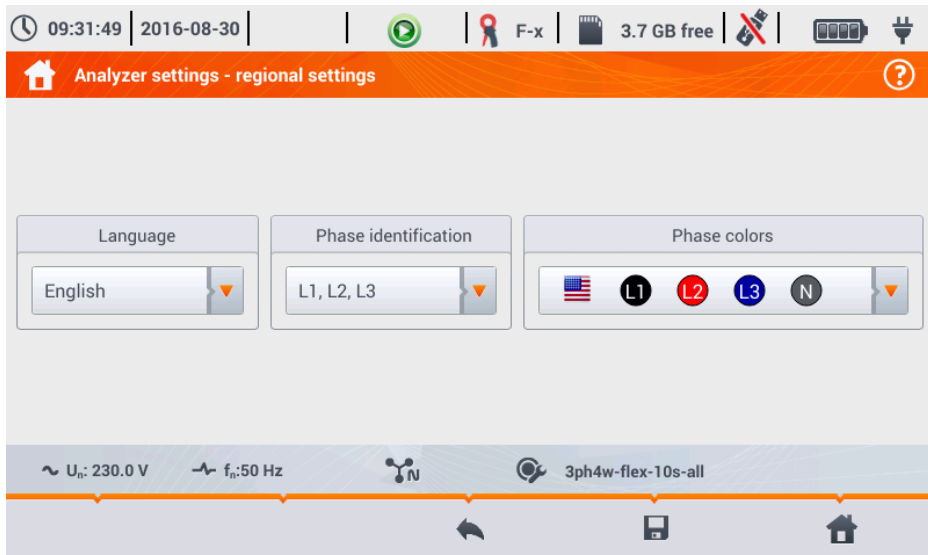 09:31:49 2016-08-30 F-x 3.7 GB free
Analyzer settings - regional settings ?
Language Phase identification Phase colors
English L1, L2, L3 L1 L2 L3 N
Un: 230.0 V fn:50 Hz N 3ph4w-flex-10s-all